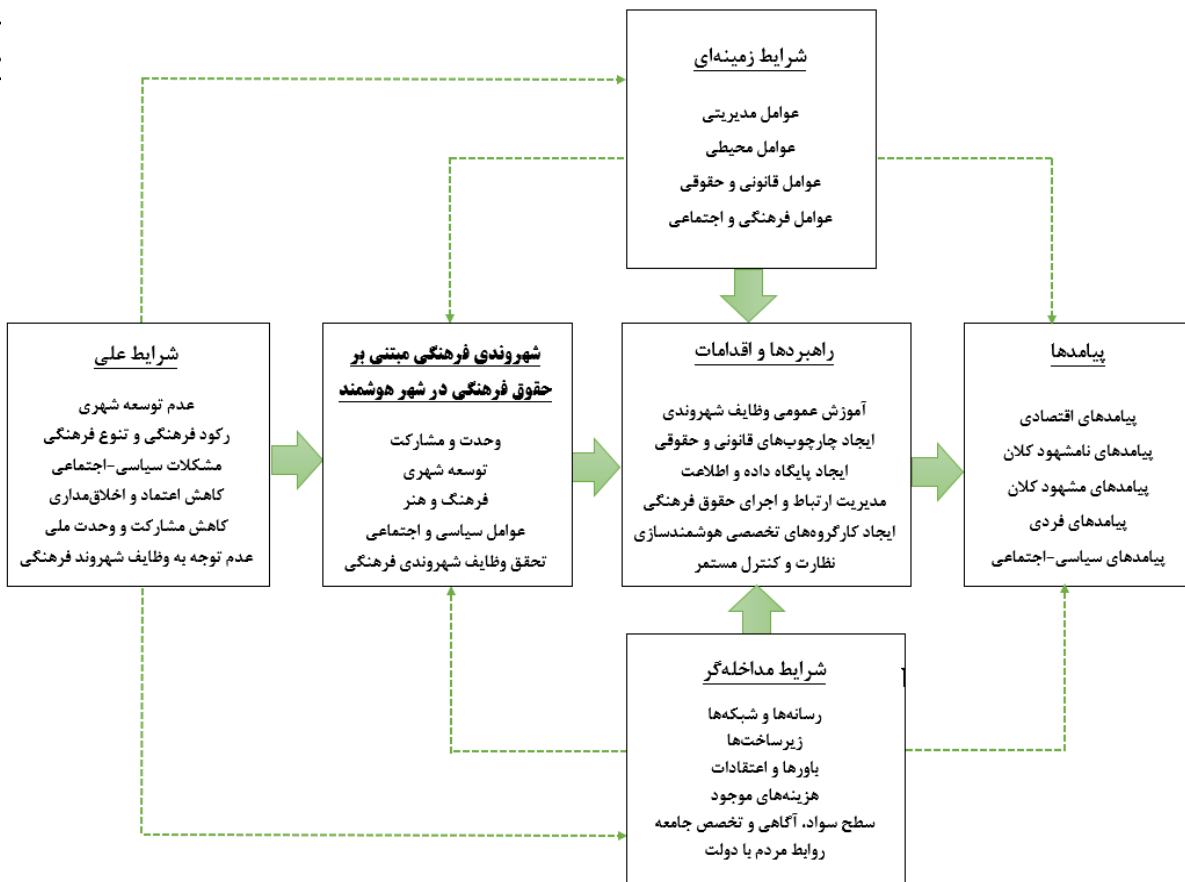 شرایط زمینه‌ای
عوامل مدیریتی
عوامل محیطی
عوامل قانونی و حقوقی
عوامل فرهنگی و اجتماعی
شرایط علی
عدم توسعه شهری
رکود فرهنگی و تنوع فرهنگی
مشکلات سیاسی-اجتماعی
کاهش اعتماد و اخلاق‌مداری
کاهش مشارکت و وحدت ملی
عدم توجه به وظایف شهروند فرهنگی
شهروندی فرهنگی مبتنی بر
حقوق فرهنگی در شهر هوشمند
وحدت و مشارکت
توسعه شهری
فرهنگ و هنر
عوامل سیاسی و اجتماعی
تحقق وظایف شهروندی فرهنگی
راهبردها و اقدامات
آموزش عمومی وظایف شهروندی
ایجاد چارچوب‌های قانونی و حقوقی
ایجاد پایگاه داده و اطلاعت
مدیریت ارتباط و اجرای حقوق فرهنگی
ایجاد کارگروه‌های تخصصی هوشمندسازی
نظارت و کنترل مستمر
پیامدها
پیامدهای اقتصادی
پیامدهای نامشهود کلان
پیامدهای مشهود کلان
پیامدهای فردی
پیامدهای سیاسی-اجتماعی
شرایط مداخله‌گر
رسانه‌ها و شبکه‌ها
زیرساخت‌ها
باورها و اعتقادات
هزینه‌های موجود
سطح سواد، آگاهی و تخصص جامعه
روابط مردم با دولت